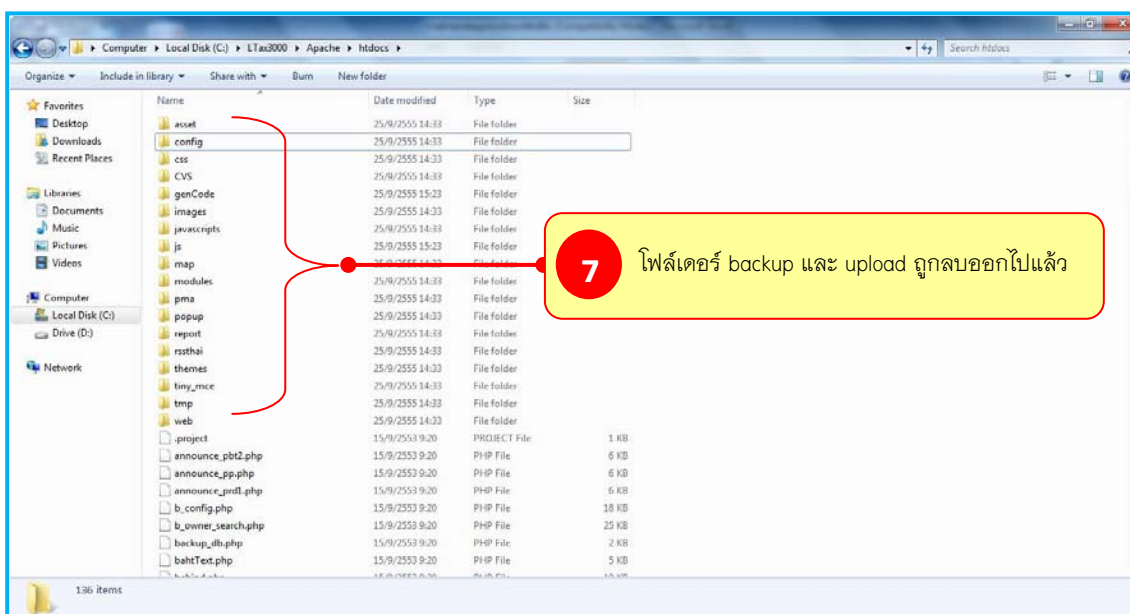 Computer ▸ Local Disk (C:) ▸ LTax3000 ▸ Apache ▸ htdocs ▸
Search htdocs
Organize Include in library Share with Burn New folder
Name Date modified Type Size
Favorites
Desktop
Downloads
Recent Places
Libraries
Documents
Music
Pictures
Videos
Computer
Local Disk (C:)
Drive (D:)
Network
asset 25/9/2555 14:33 File folder
config 25/9/2555 14:33 File folder
css 25/9/2555 14:33 File folder
CVS 25/9/2555 14:33 File folder
genCode 25/9/2555 15:23 File folder
images 25/9/2555 14:33 File folder
javascripts 25/9/2555 14:33 File folder
js 25/9/2555 15:23 File folder
map
modules 25/9/2555 14:33 File folder
pma 25/9/2555 14:33 File folder
popup 25/9/2555 14:33 File folder
report 25/9/2555 14:33 File folder
rssthai 25/9/2555 14:33 File folder
themes 25/9/2555 14:33 File folder
tiny_mce 25/9/2555 14:33 File folder
tmp 25/9/2555 14:33 File folder
web 25/9/2555 14:33 File folder
.project 15/9/2553 9:20 PROJECT File 1 KB
announce_pbt2.php 15/9/2553 9:20 PHP File 6 KB
announce_pp.php 15/9/2553 9:20 PHP File 6 KB
announce_prd1.php 15/9/2553 9:20 PHP File 6 KB
b_config.php 15/9/2553 9:20 PHP File 18 KB
b_owner_search.php 15/9/2553 9:20 PHP File 25 KB
backup_db.php 15/9/2553 9:20 PHP File 2 KB
bahtText.php 15/9/2553 9:20 PHP File 5 KB
7 โฟล์เดอร์ backup และ upload ถูกลบออกไปแล้ว
136 items